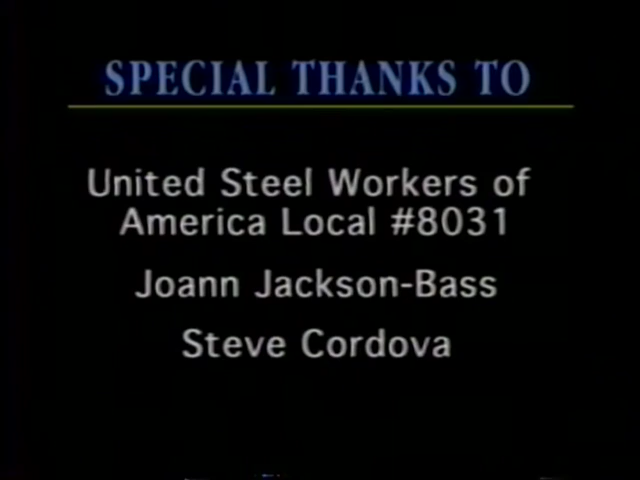 SPECIAL THANKS TO
United Steel Workers of
America Local #8031
Joann Jackson-Bass
Steve Cordova